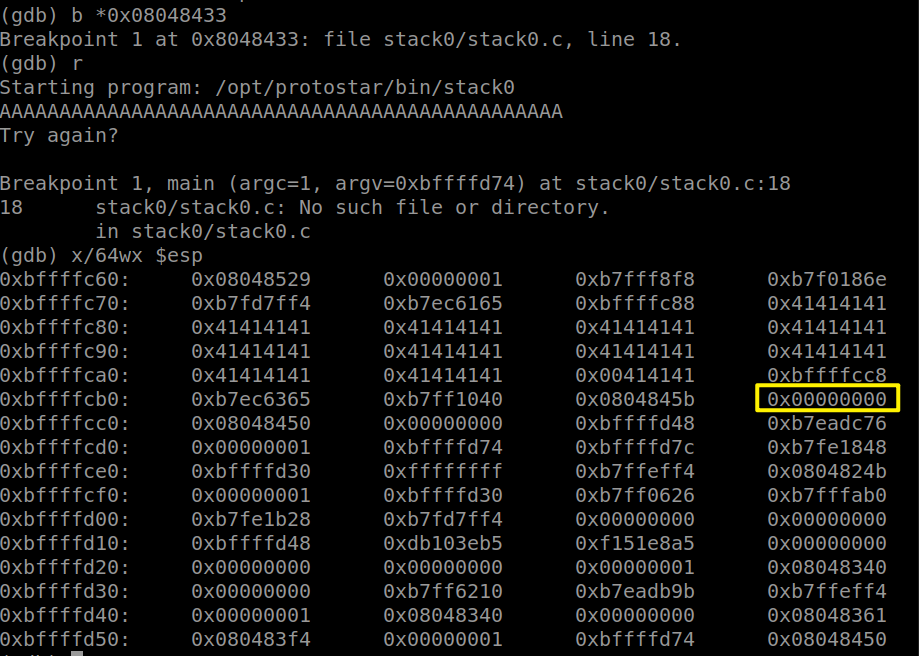 (gdb) b *0x08048433
Breakpoint 1 at 0x8048433: file stack0/stack0.c, line 18.
(gdb) r
Starting program: /opt/protostar/bin/stack0
AAAAAAAAAAAAAAAAAAAAAAAAAAAAAAAAAAAAAAAAAAAAAAA
Try again?
Breakpoint 1, main (argc=1, argv=0xbffffd74) at stack0/stack0.c:18
18      stack0/stack0.c: No such file or directory.
        in stack0/stack0.c
(gdb) x/64wx $esp
0xbffffc60:     0x08048529      0x00000001      0xb7fff8f8      0xb7f0186e
0xbffffc70:     0xb7fd7ff4      0xb7ec6165      0xbffffc88      0x41414141
0xbffffc80:     0x41414141      0x41414141      0x41414141      0x41414141
0xbffffc90:     0x41414141      0x41414141      0x41414141      0x41414141
0xbffffca0:     0x41414141      0x41414141      0x00414141      0xbffffcc8
0xbffffcb0:     0xb7ec6365      0xb7ff1040      0x0804845b      0x00000000
0xbffffcc0:     0x08048450      0x00000000      0xbffffd48      0xb7eadc76
0xbffffcd0:     0x00000001      0xbffffd74      0xbffffd7c      0xb7fe1848
0xbffffce0:     0xbffffd30      0xffffffff      0xb7ffeff4      0x0804824b
0xbffffcf0:     0x00000001      0xbffffd30      0xb7ff0626      0xb7fffab0
0xbffffd00:     0xb7fe1b28      0xb7fd7ff4      0x00000000      0x00000000
0xbffffd10:     0xbffffd48      0xdb103eb5      0xf151e8a5      0x00000000
0xbffffd20:     0x00000000      0x00000000      0x00000001      0x08048340
0xbffffd30:     0x00000000      0xb7ff6210      0xb7eadb9b      0xb7ffeff4
0xbffffd40:     0x00000001      0x08048340      0x00000000      0x08048361
0xbffffd50:     0x080483f4      0x00000001      0xbffffd74      0x08048450